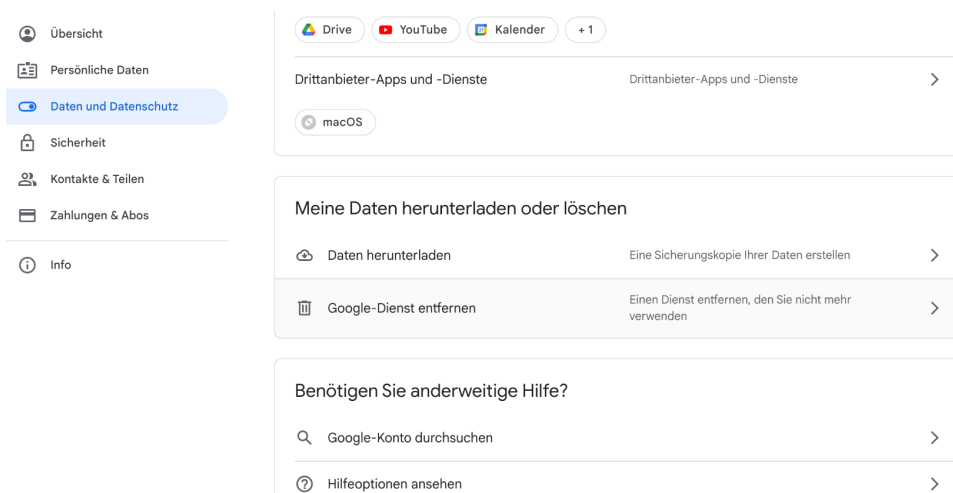 Übersicht
Persönliche Daten
Daten und Datenschutz
Sicherheit
Kontakte & Teilen
Zahlungen & Abos
Info
Drive YouTube Kalender + 1
Drittanbieter-Apps und -Dienste Drittanbieter-Apps und -Dienste
macOS
Meine Daten herunterladen oder löschen
Daten herunterladen Eine Sicherungskopie Ihrer Daten erstellen
Google-Dienst entfernen Einen Dienst entfernen, den Sie nicht mehr
verwenden
Benötigen Sie anderweitige Hilfe?
Google-Konto durchsuchen
Hilfeoptionen ansehen